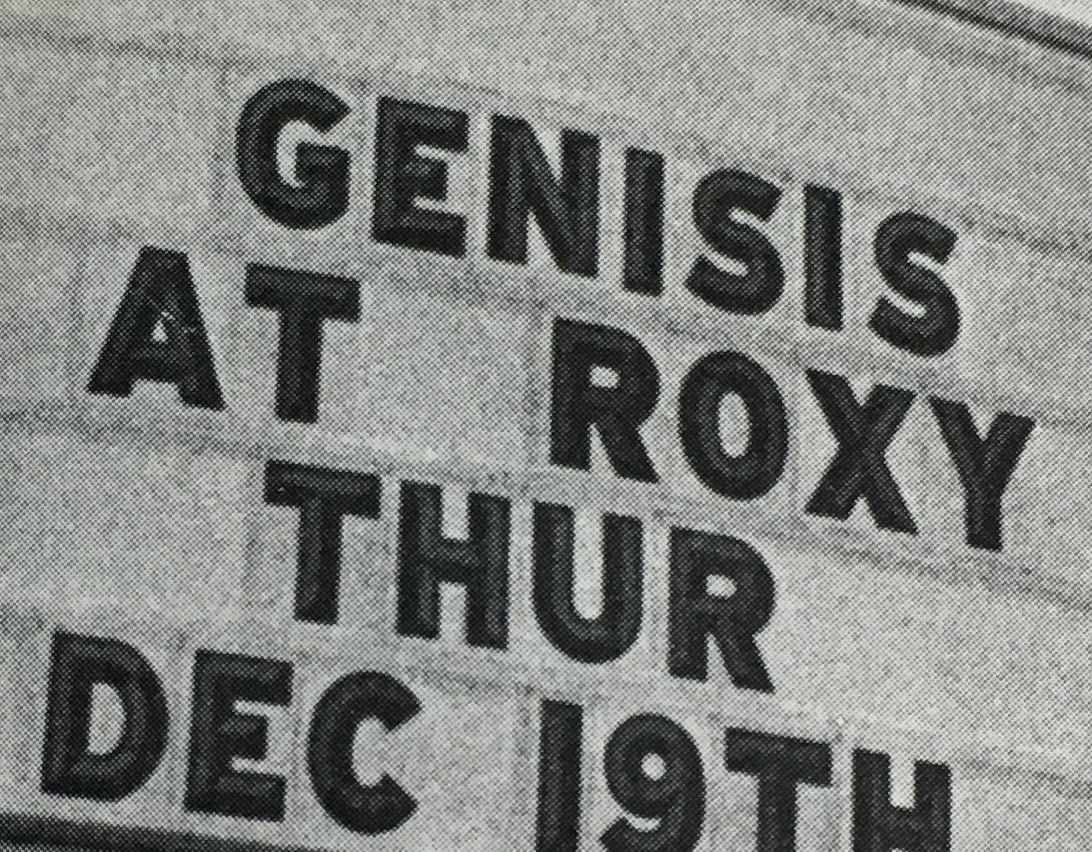 GENISIS
AT ROXY
THUR
DEC 19TH